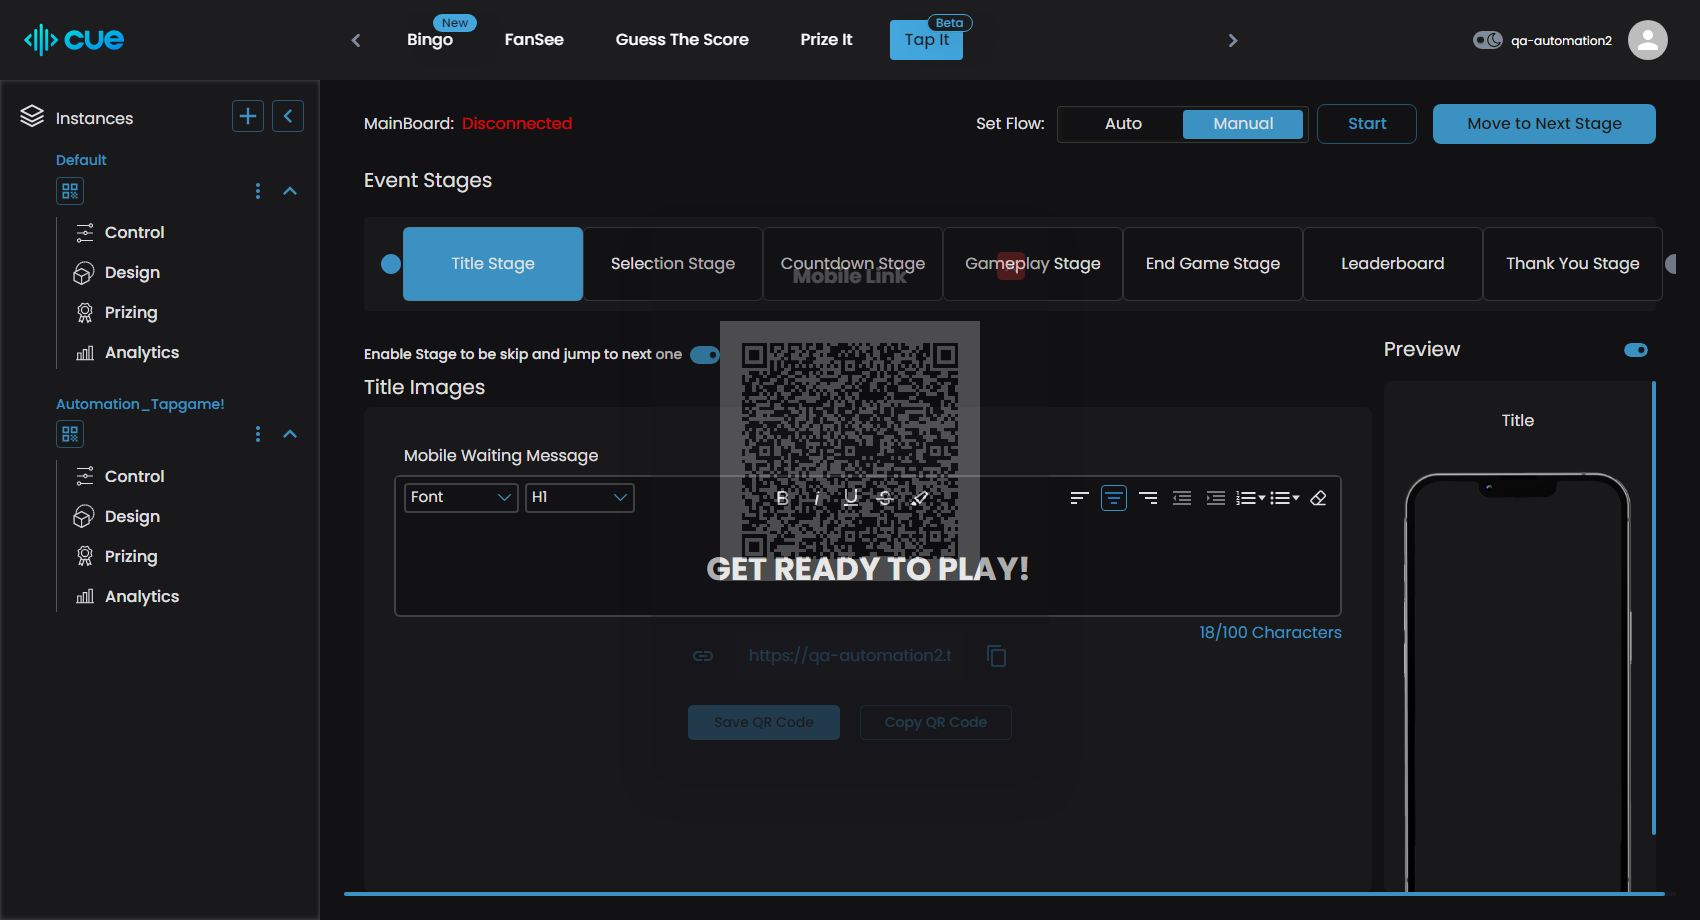 cue
Bingo
New
FanSee
Guess The Score
Prize It
Tap It
Beta
qa-automation2
Instances
Default
Control
Design
Prizing
Analytics
Automation_Tapgame!
Control
Design
Prizing
Analytics
MainBoard: Disconnected
Set Flow:
Auto
Manual
Start
Move to Next Stage
Event Stages
Title Stage
Selection Stage
Countdown Stage
Gameplay Stage
End Game Stage
Leaderboard
Thank You Stage
Mobile Link
Enable Stage to be skip and jump to next one
Title Images
Mobile Waiting Message
Font
H1
B i U S
GET READY TO PLAY!
18/100 Characters
https://qa-automation2.t
Save QR Code
Copy QR Code
Preview
Title